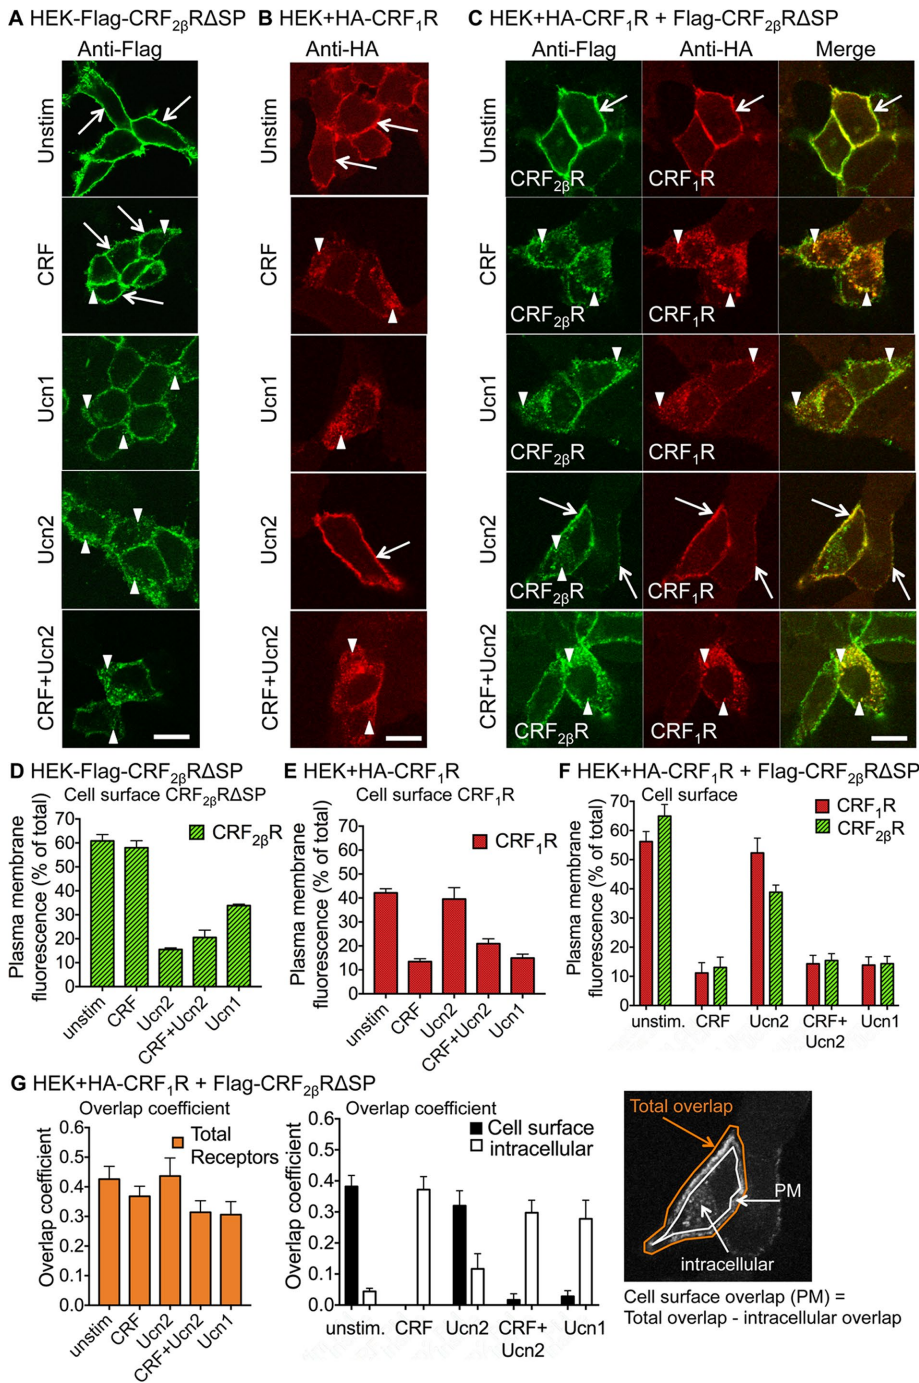 A HEK-Flag-CRF2βRΔSP
Anti-Flag
Unstim
CRF
Ucn1
Ucn2
CRF+Ucn2
B HEK+HA-CRF1R
Anti-HA
Unstim
CRF
Ucn1
Ucn2
CRF+Ucn2
C HEK+HA-CRF1R + Flag-CRF2βRΔSP
Anti-Flag Anti-HA Merge
Unstim
CRF2βR CRF1R
CRF
CRF2βR CRF1R
Ucn1
CRF2βR CRF1R
Ucn2
CRF2βR CRF1R
CRF+Ucn2
CRF2βR CRF1R
D HEK-Flag-CRF2βRΔSP
Cell surface CRF2βRΔSP
CRF2βR
Plasma membrane
fluorescence (% of total)
70
60
50
40
30
20
10
0
unstim CRF Ucn2 CRF+Ucn2 Ucn1
E HEK+HA-CRF1R
Cell surface CRF1R
CRF1R
Plasma membrane
fluorescence (% of total)
70
60
50
40
30
20
10
0
unstim CRF Ucn2 CRF+Ucn2 Ucn1
F HEK+HA-CRF1R + Flag-CRF2βRΔSP
Cell surface
CRF1R
CRF2βR
Plasma membrane
fluorescence (% of total)
70
60
50
40
30
20
10
0
unstim. CRF Ucn2 CRF+ Ucn1
Ucn2
G HEK+HA-CRF1R + Flag-CRF2βRΔSP
Overlap coefficient
Total
Receptors
Overlap coefficient
0.6
0.5
0.4
0.3
0.2
0.1
0.0
unstim CRF Ucn2 CRF+Ucn2 Ucn1
Overlap coefficient
Cell surface
intracellular
Overlap coefficient
0.6
0.5
0.4
0.3
0.2
0.1
0.0
unstim. CRF Ucn2 CRF+ Ucn1
Ucn2
Total overlap
PM
intracellular
Cell surface overlap (PM) =
Total overlap - intracellular overlap